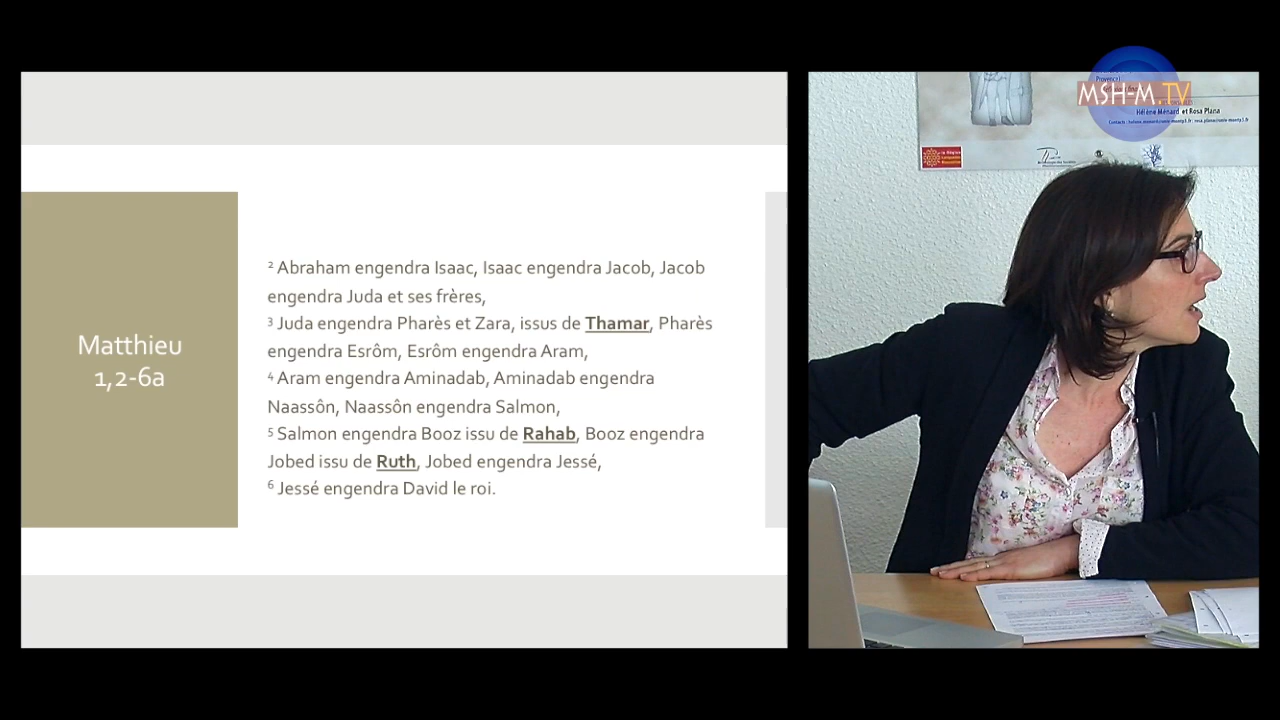 Matthieu
1,2-6a
² Abraham engendra Isaac, Isaac engendra Jacob, Jacob
engendra Juda et ses frères,
³ Juda engendra Pharès et Zara, issus de Thamar, Pharès
engendra Esrôm, Esrôm engendra Aram,
⁴ Aram engendra Aminadab, Aminadab engendra
Naassôn, Naassôn engendra Salmon,
⁵ Salmon engendra Booz issu de Rahab, Booz engendra
Jobed issu de Ruth, Jobed engendra Jessé,
⁶ Jessé engendra David le roi.
MSH-M.TV
Hélène Ménard et Rosa Plana